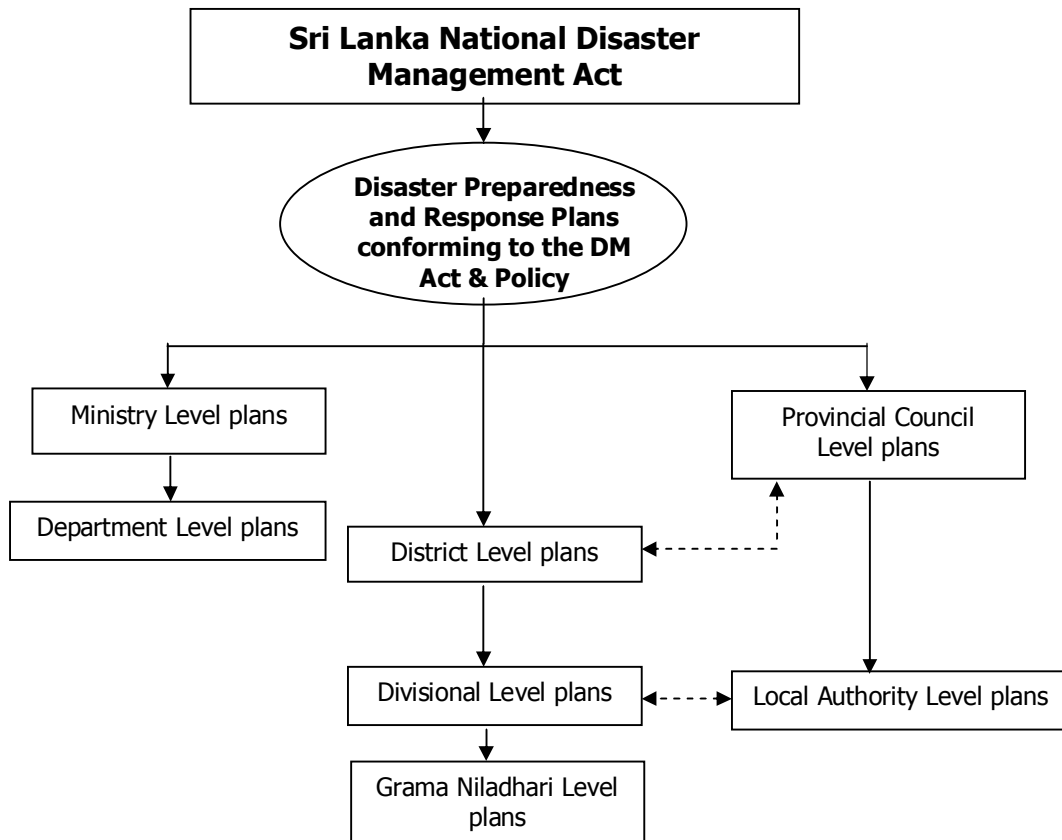 Sri Lanka National Disaster
Management Act
Disaster Preparedness
and Response Plans
conforming to the DM
Act & Policy
Ministry Level plans
Department Level plans
Provincial Council
Level plans
District Level plans
Divisional Level plans
Local Authority Level plans
Grama Niladhari Level
plans